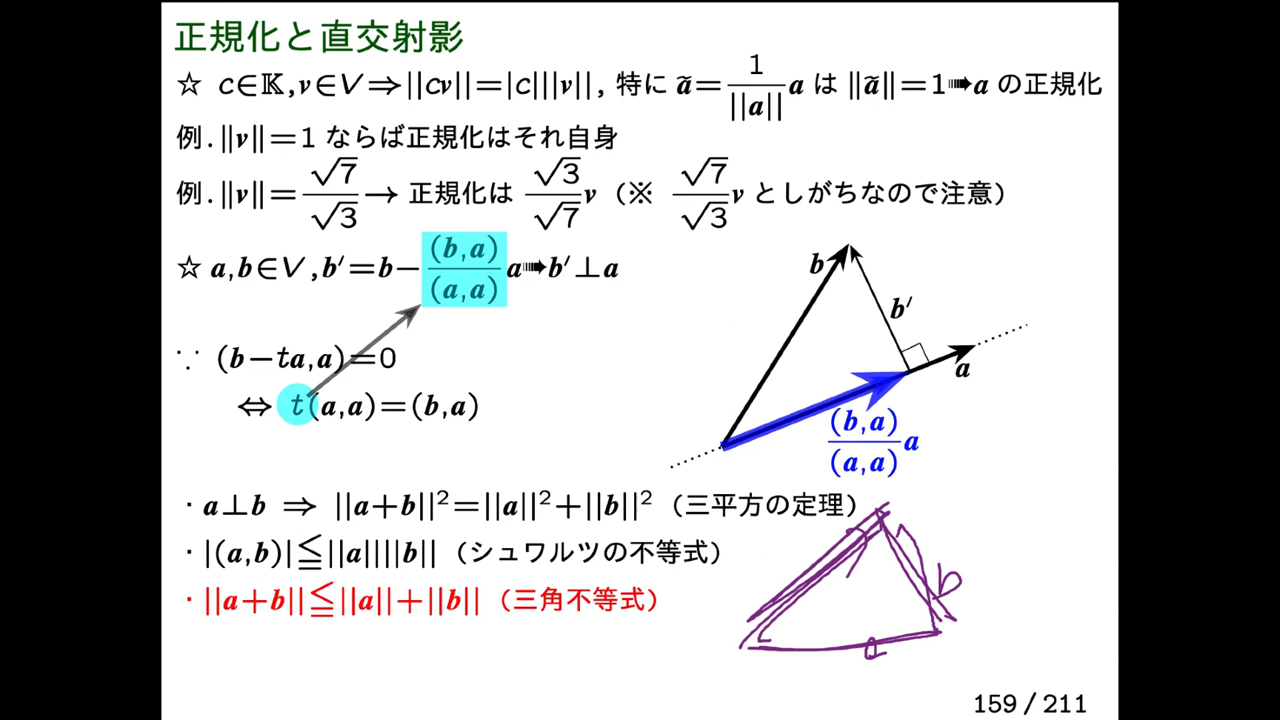 正規化と直交射影
☆ c∈𝕂,v∈V⇒||cv||=|c|||v||, 特に ã=1/||a|| a は ‖ã‖=1➠a の正規化
例.‖v‖=1 ならば正規化はそれ自身
例.‖v‖=√7/√3→ 正規化は √3/√7 v (※ √7/√3 v としがちなので注意)
☆ a,b∈V,b′=b−(b,a)/(a,a) a➠b′⊥a
∵ (b−ta,a)=0
⇔ t(a,a)=(b,a)
b
b′
a
(b,a)/(a,a) a
・a⊥b ⇒ ||a+b||²=||a||²+||b||² (三平方の定理)
・|(a,b)|≦||a||||b|| (シュワルツの不等式)
・||a+b||≦||a||+||b|| (三角不等式)
b
a
159 / 211